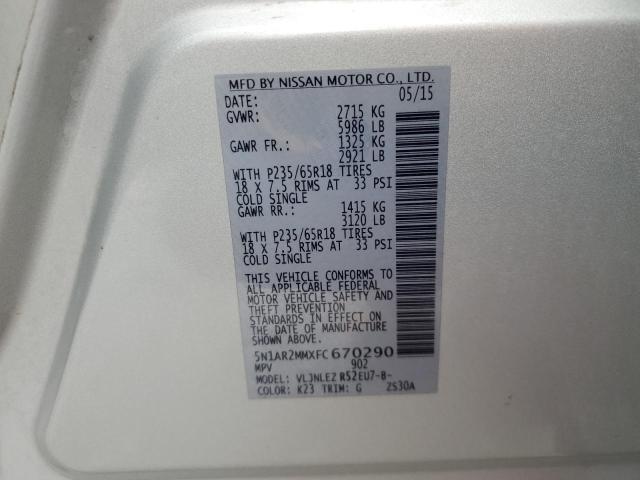 MFD BY NISSAN MOTOR CO., LTD.
DATE: 05/15
GVWR: 2715 KG
5986 LB
GAWR FR.: 1325 KG
2921 LB
WITH P235/65R18 TIRES
18 X 7.5 RIMS AT 33 PSI
COLD SINGLE
GAWR RR.: 1415 KG
3120 LB
WITH P235/65R18 TIRES
18 X 7.5 RIMS AT 33 PSI
COLD SINGLE
THIS VEHICLE CONFORMS TO
ALL APPLICABLE FEDERAL
MOTOR VEHICLE SAFETY AND
THEFT PREVENTION
STANDARDS IN EFFECT ON
THE DATE OF MANUFACTURE
5N1AR2MMXFC670290
MPV 902
MODEL: VLJNLEZ R52EU7-B-
COLOR: K23 TRIM: G ZS30A